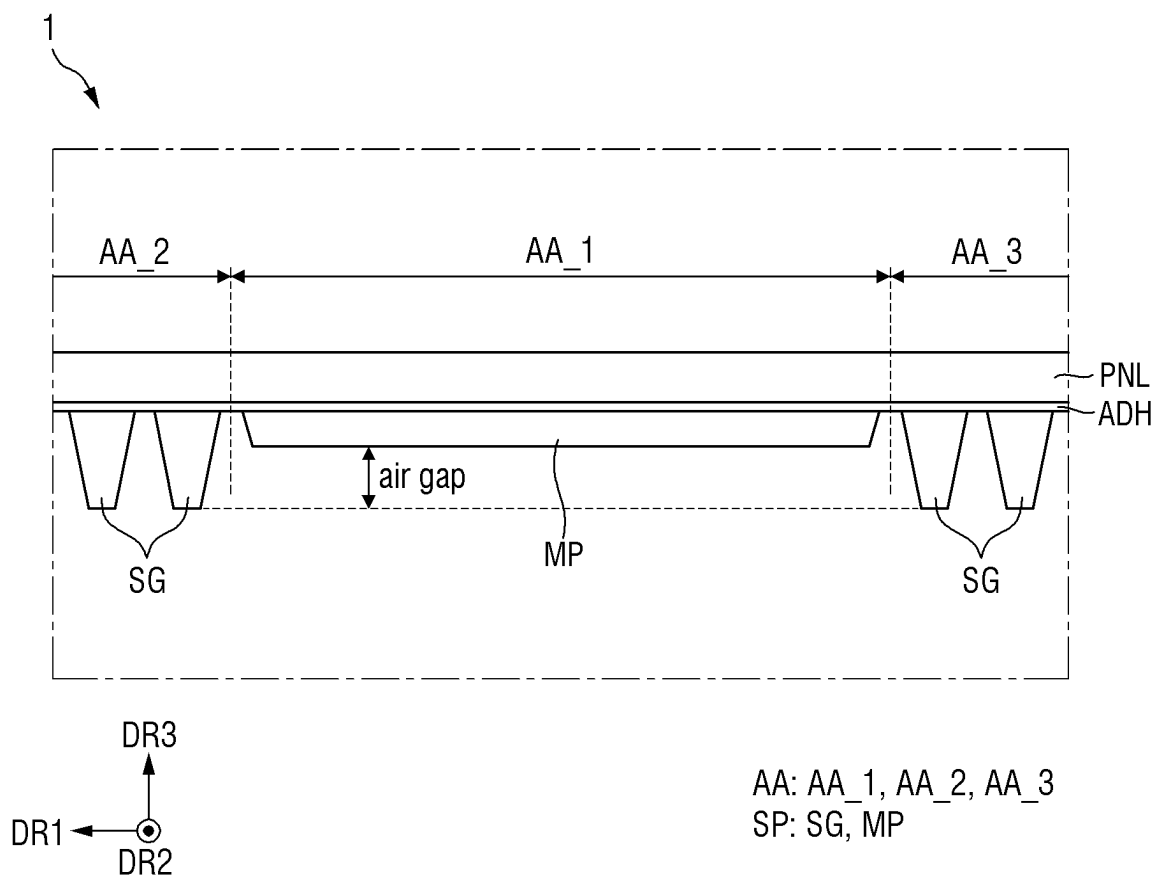 1
AA_2
AA_1
AA_3
PNL
ADH
air gap
MP
SG
SG
DR3
DR1
DR2
AA: AA_1, AA_2, AA_3
SP: SG, MP